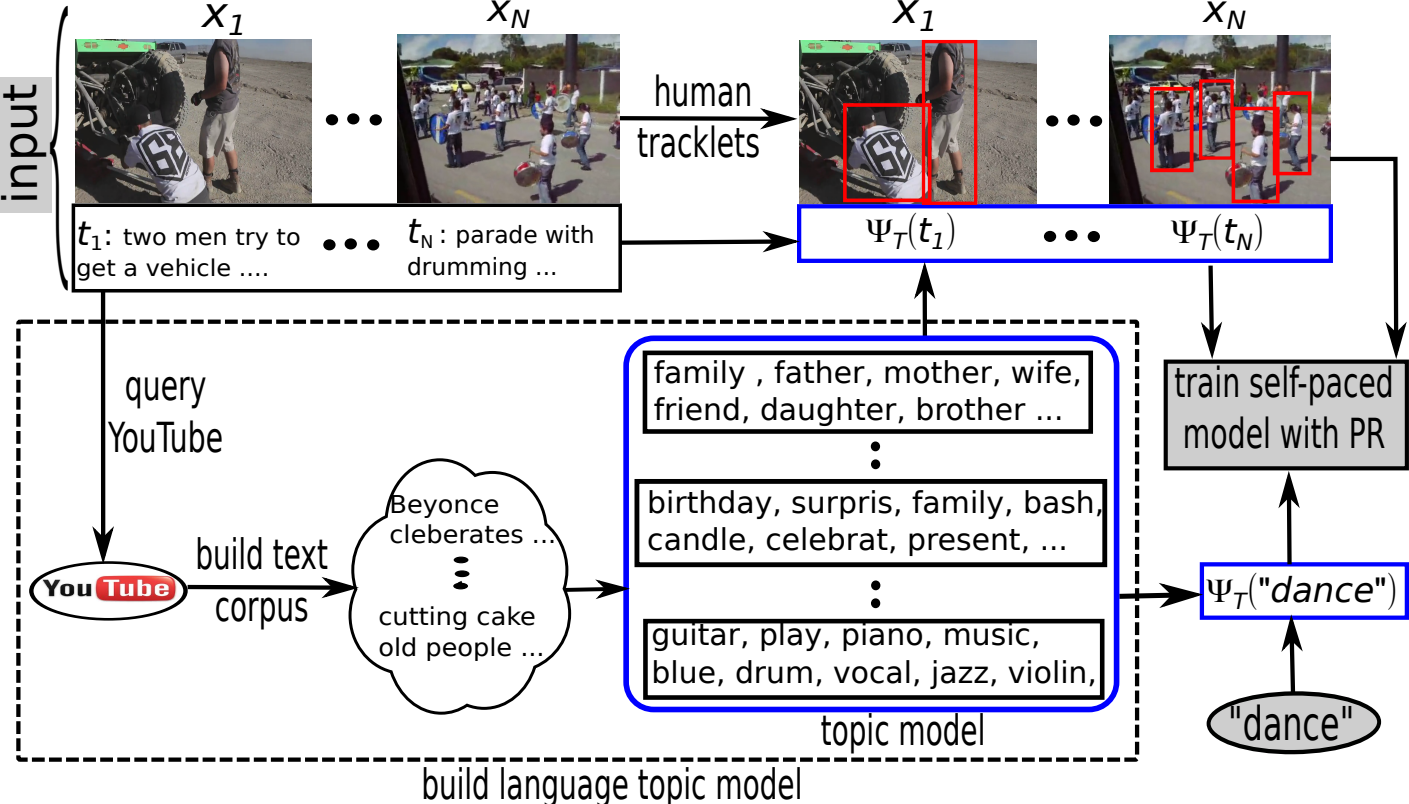 x1
xN
x1
xN
input
human
tracklets
t1: two men try to
get a vehicle ....
tN : parade with
drumming ...
ΨT(t1)
ΨT(tN)
query
YouTube
family , father, mother, wife,
friend, daughter, brother ...
train self-paced
model with PR
birthday, surpris, family, bash,
candle, celebrat, present, ...
Beyonce
cleberates ...
build text
corpus
YouTube
cutting cake
old people ...
ΨT("dance")
guitar, play, piano, music,
blue, drum, vocal, jazz, violin,
topic model
"dance"
build language topic model